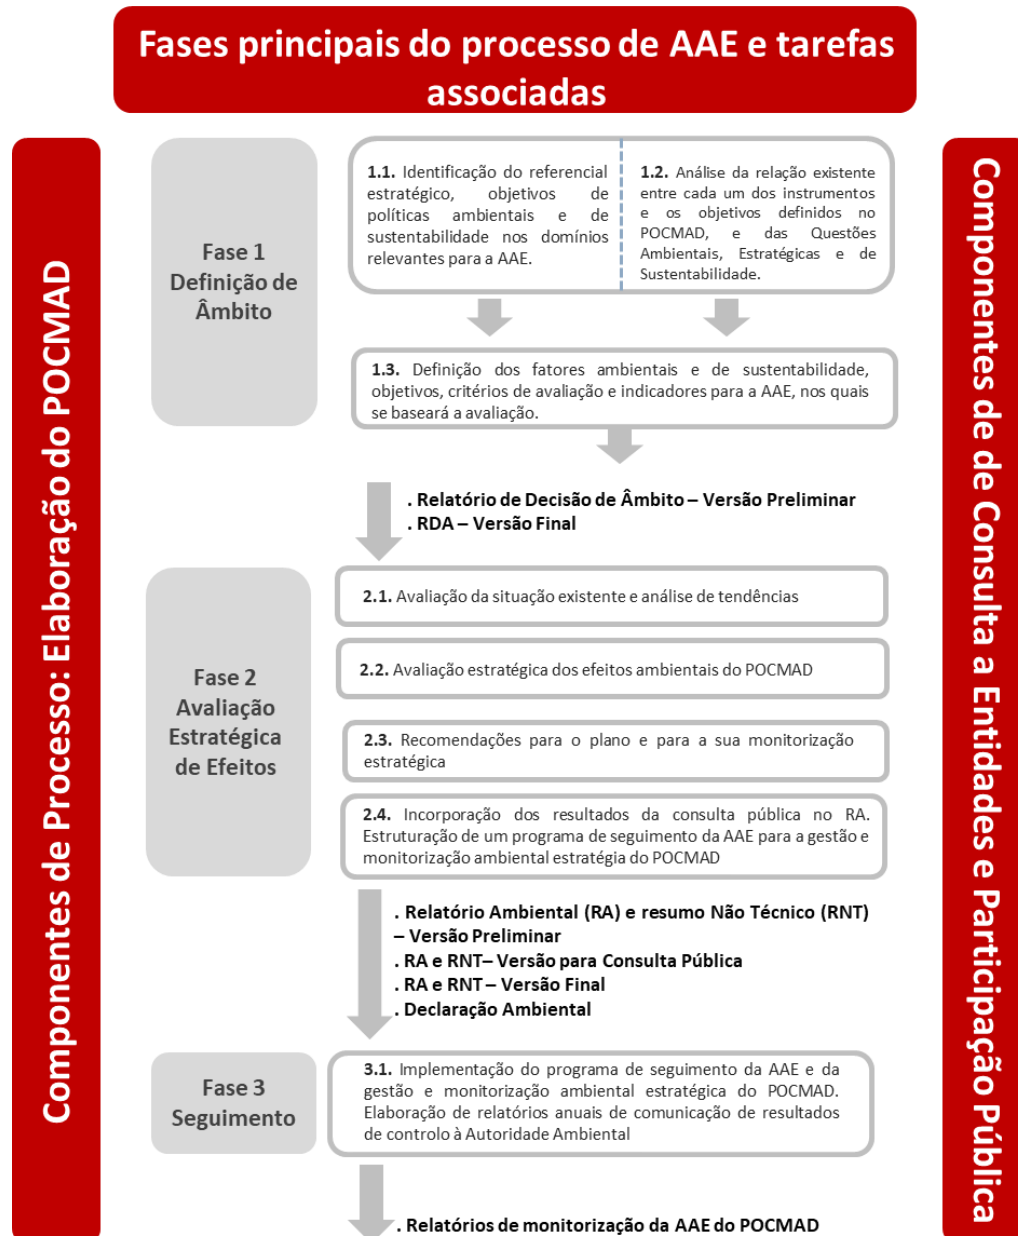 Fases principais do processo de AAE e tarefas
associadas
Componentes de Processo: Elaboração do POCMAD
Fase 1
Definição de
Âmbito
1.1. Identificação do referencial
estratégico, objetivos de
políticas ambientais e de
sustentabilidade nos domínios
relevantes para a AAE.
1.2. Análise da relação existente
entre cada um dos instrumentos
e os objetivos definidos no
POCMAD, e das Questões
Ambientais, Estratégicas e de
Sustentabilidade.
1.3. Definição dos fatores ambientais e de sustentabilidade,
objetivos, critérios de avaliação e indicadores para a AAE, nos quais
se baseará a avaliação.
. Relatório de Decisão de Âmbito – Versão Preliminar
. RDA – Versão Final
Fase 2
Avaliação
Estratégica
de Efeitos
2.1. Avaliação da situação existente e análise de tendências
2.2. Avaliação estratégica dos efeitos ambientais do POCMAD
2.3. Recomendações para o plano e para a sua monitorização
estratégica
2.4. Incorporação dos resultados da consulta pública no RA.
Estruturação de um programa de seguimento da AAE para a gestão e
monitorização ambiental estratégia do POCMAD
. Relatório Ambiental (RA) e resumo Não Técnico (RNT)
– Versão Preliminar
. RA e RNT– Versão para Consulta Pública
. RA e RNT – Versão Final
. Declaração Ambiental
Fase 3
Seguimento
3.1. Implementação do programa de seguimento da AAE e da
gestão e monitorização ambiental estratégica do POCMAD.
Elaboração de relatórios anuais de comunicação de resultados
de controlo à Autoridade Ambiental
. Relatórios de monitorização da AAE do POCMAD
Componentes de de Consulta a Entidades e Participação Pública